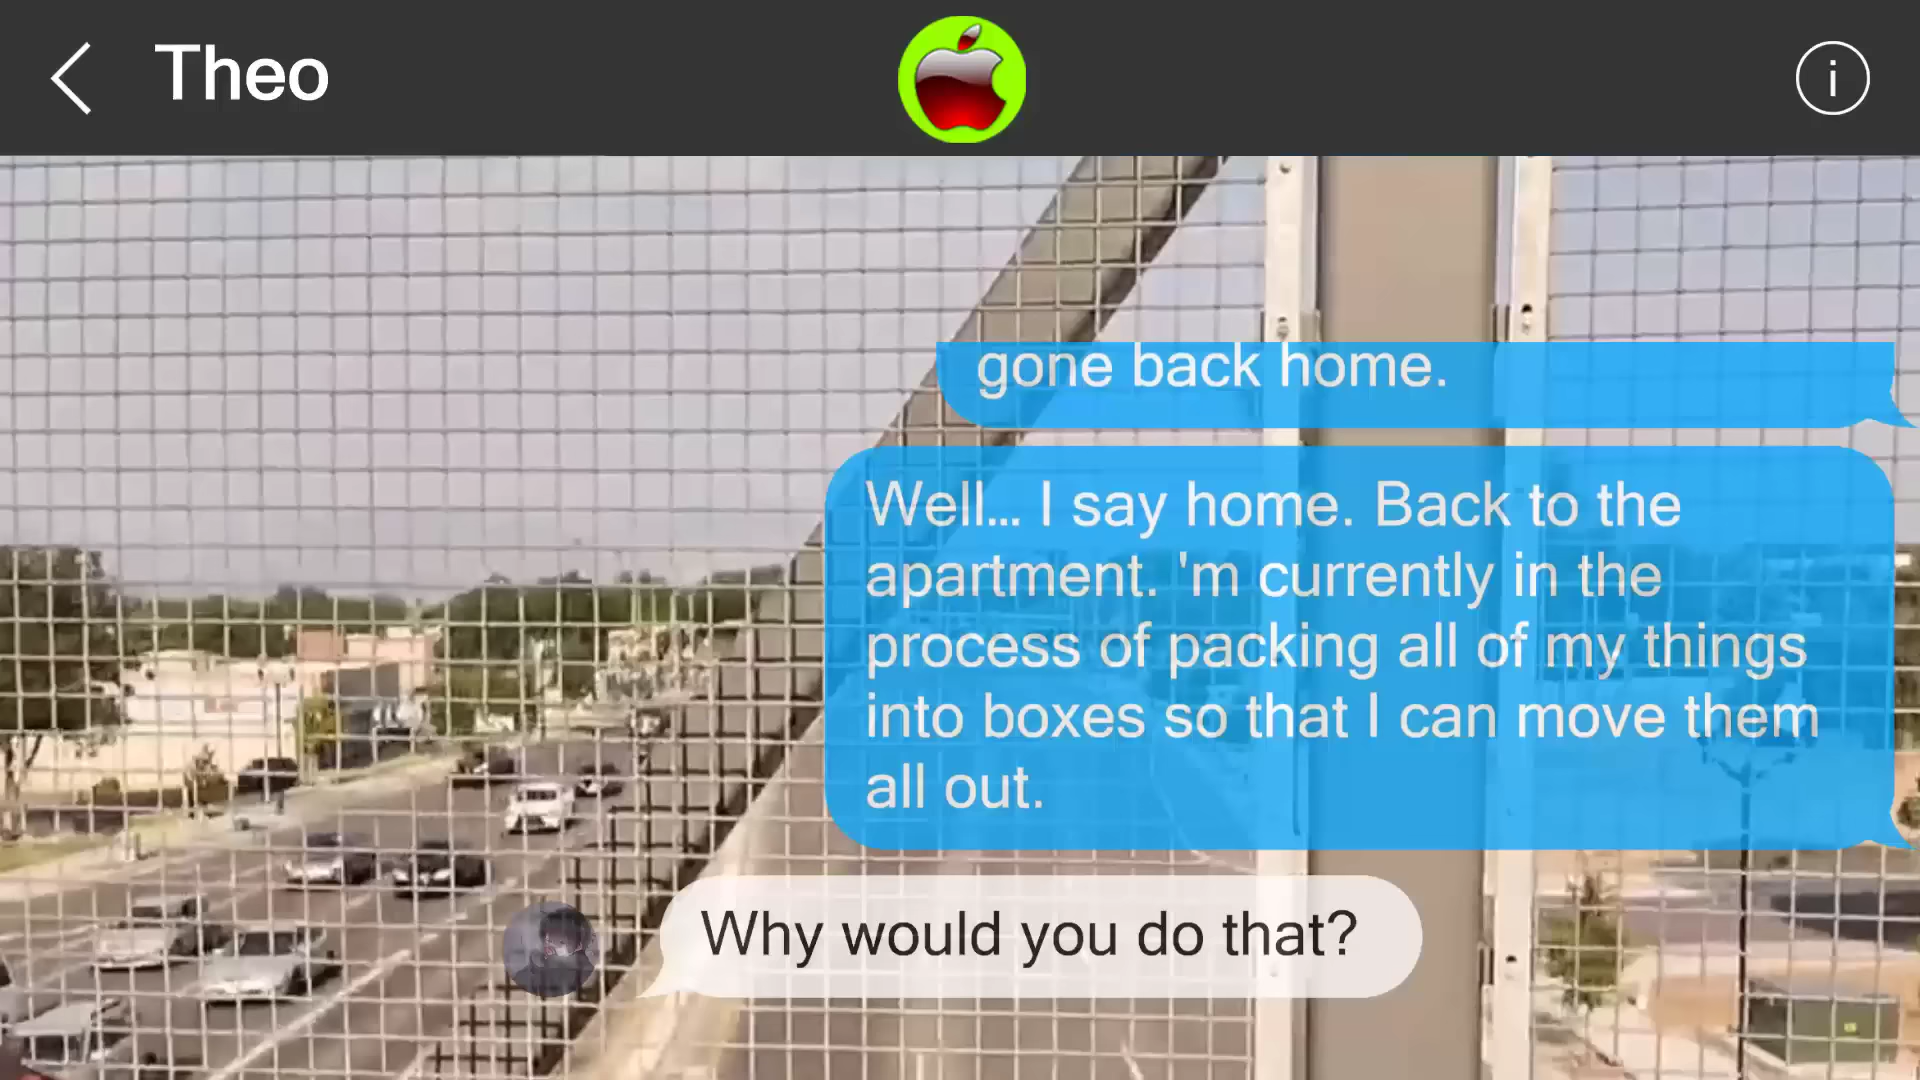 Theo
i
gone back home.
Well... I say home. Back to the
apartment. 'm currently in the
process of packing all of my things
into boxes so that I can move them
all out.
Why would you do that?